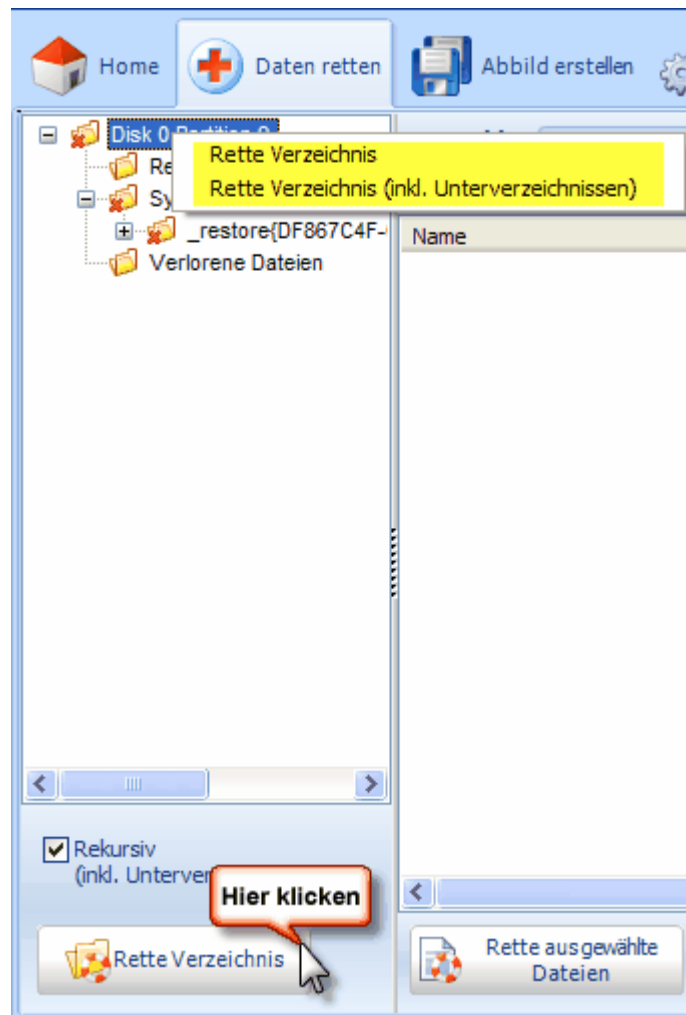 Home
Daten retten
Abbild erstellen
Disk 0
Rette Verzeichnis
Rette Verzeichnis (inkl. Unterverzeichnissen)
_restore{DF867C4F-
Name
Verlorene Dateien
Rekursiv
(inkl.
Hier klicken
Rette Verzeichnis
Rette ausgewählte
Dateien